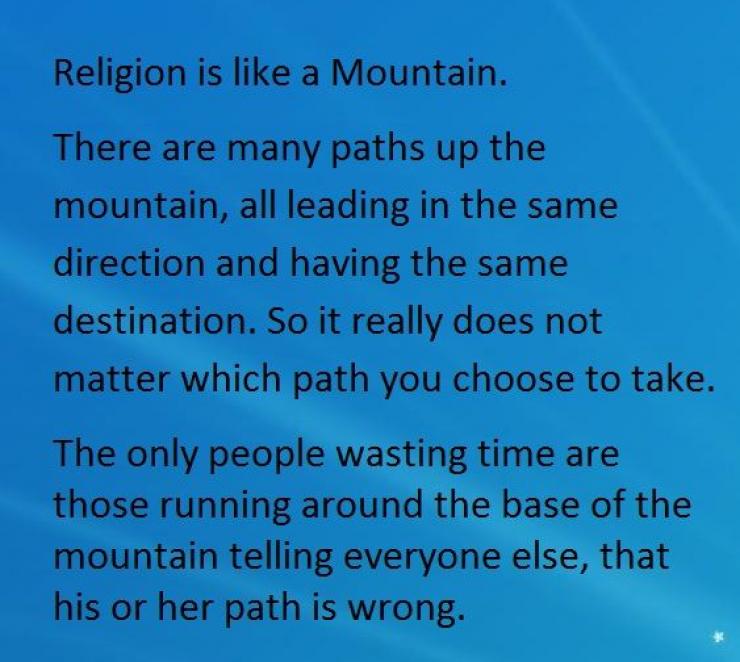 Religion is like a Mountain.
There are many paths up the
mountain, all leading in the same
direction and having the same
destination. So it really does not
matter which path you choose to take.
The only people wasting time are
those running around the base of the
mountain telling everyone else, that
his or her path is wrong.